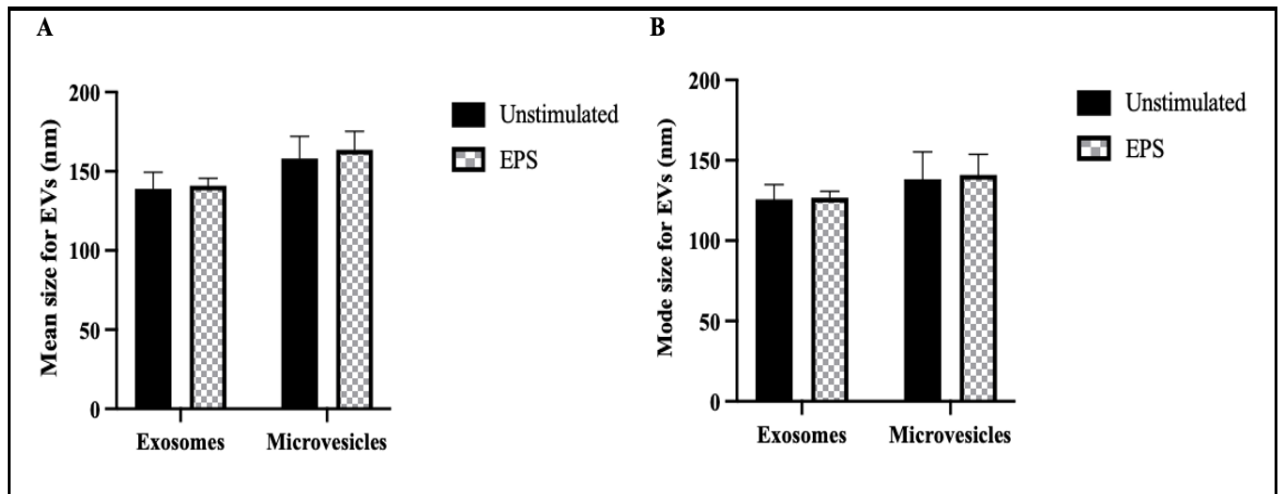 A
Mean size for EVs (nm)
200
150
100
50
0
Exosomes Microvesicles
Unstimulated
EPS
B
Mode size for EVs (nm)
200
150
100
50
0
Exosomes Microvesicles
Unstimulated
EPS